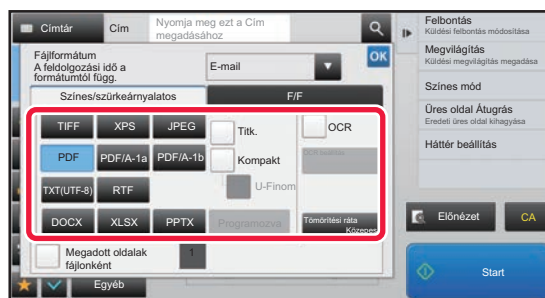 Címtár
Cím
Nyomja meg ezt a Cím
megadásához
Fájlformátum
A feldolgozási idő a
formátumtól függ.
E-mail
OK
Színes/szürkeárnyalatos
F/F
TIFF
XPS
JPEG
Titk.
OCR
PDF
PDF/A-1a
PDF/A-1b
Kompakt
OCR beállítás
U-Finom
TXT(UTF-8)
RTF
DOCX
XLSX
PPTX
Programozva
Tömörítési ráta
Közepes
Megadott oldalak
fájlonként
1
Egyéb
Felbontás
Küldési felbontás módosítása
Megvilágítás
Küldési megvilágítás megadása
Színes mód
Üres oldal Átugrás
Eredeti üres oldal kihagyása
Háttér beállítás
Előnézet
CA
Start